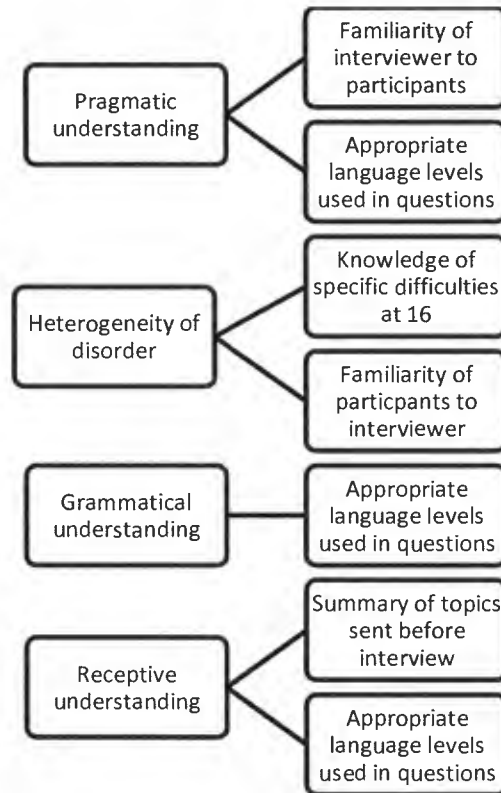 Pragmatic
understanding
Familiarity of
interviewer to
participants
Appropriate
language levels
used in questions
Heterogeneity of
disorder
Knowledge of
specific difficulties
at 16
Familiarity of
particpants to
interviewer
Grammatical
understanding
Appropriate
language levels
used in questions
Receptive
understanding
Summary of topics
sent before
interview
Appropriate
language levels
used in questions